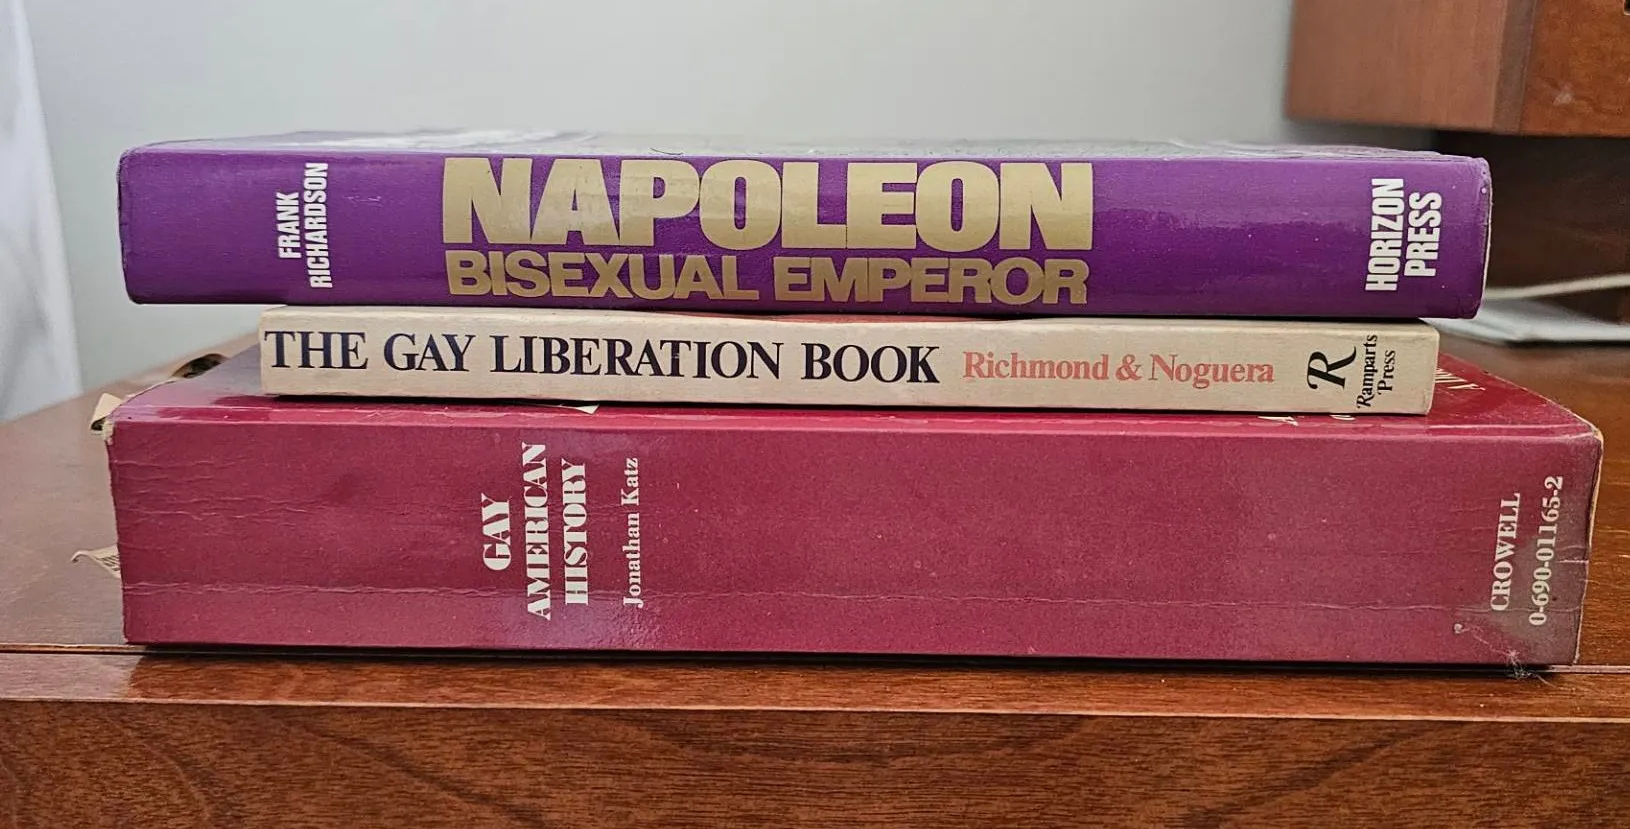 FRANK
RICHARDSON
NAPOLEON
BISEXUAL EMPEROR
HORIZON
PRESS
THE GAY LIBERATION BOOK
Richmond & Noguera
R
Ramparts
Press
GAY
AMERICAN
HISTORY
Jonathan Katz
CROWELL
0-690-01165-2